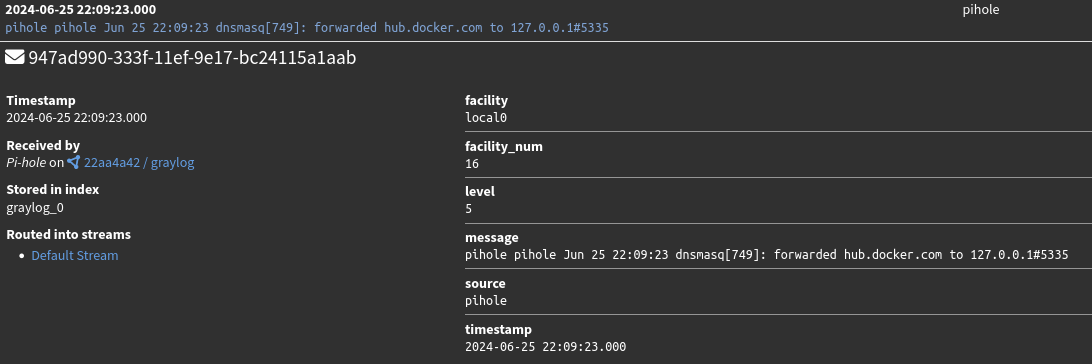 2024-06-25 22:09:23.000 pihole
pihole pihole Jun 25 22:09:23 dnsmasq[749]: forwarded hub.docker.com to 127.0.0.1#5335
947ad990-333f-11ef-9e17-bc24115a1aab
Timestamp
2024-06-25 22:09:23.000
Received by
Pi-hole on 22aa4a42 / graylog
Stored in index
graylog_0
Routed into streams
Default Stream
facility
local0
facility_num
16
level
5
message
pihole pihole Jun 25 22:09:23 dnsmasq[749]: forwarded hub.docker.com to 127.0.0.1#5335
source
pihole
timestamp
2024-06-25 22:09:23.000